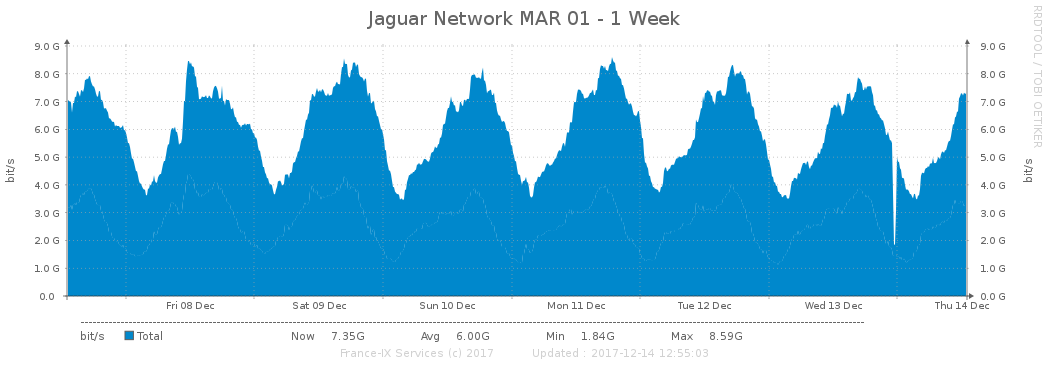 Jaguar Network MAR 01 - 1 Week
RRDTOOL / TOBI OETIKER
bit/s
bit/s
9.0 G 9.0 G
8.0 G 8.0 G
7.0 G 7.0 G
6.0 G 6.0 G
5.0 G 5.0 G
4.0 G 4.0 G
3.0 G 3.0 G
2.0 G 2.0 G
1.0 G 1.0 G
0.0 0.0 G
Fri 08 Dec Sat 09 Dec Sun 10 Dec Mon 11 Dec Tue 12 Dec Wed 13 Dec Thu 14 Dec
bit/s Total Now 7.35G Avg 6.00G Min 1.84G Max 8.59G
France-IX Services (c) 2017 Updated : 2017-12-14 12:55:03